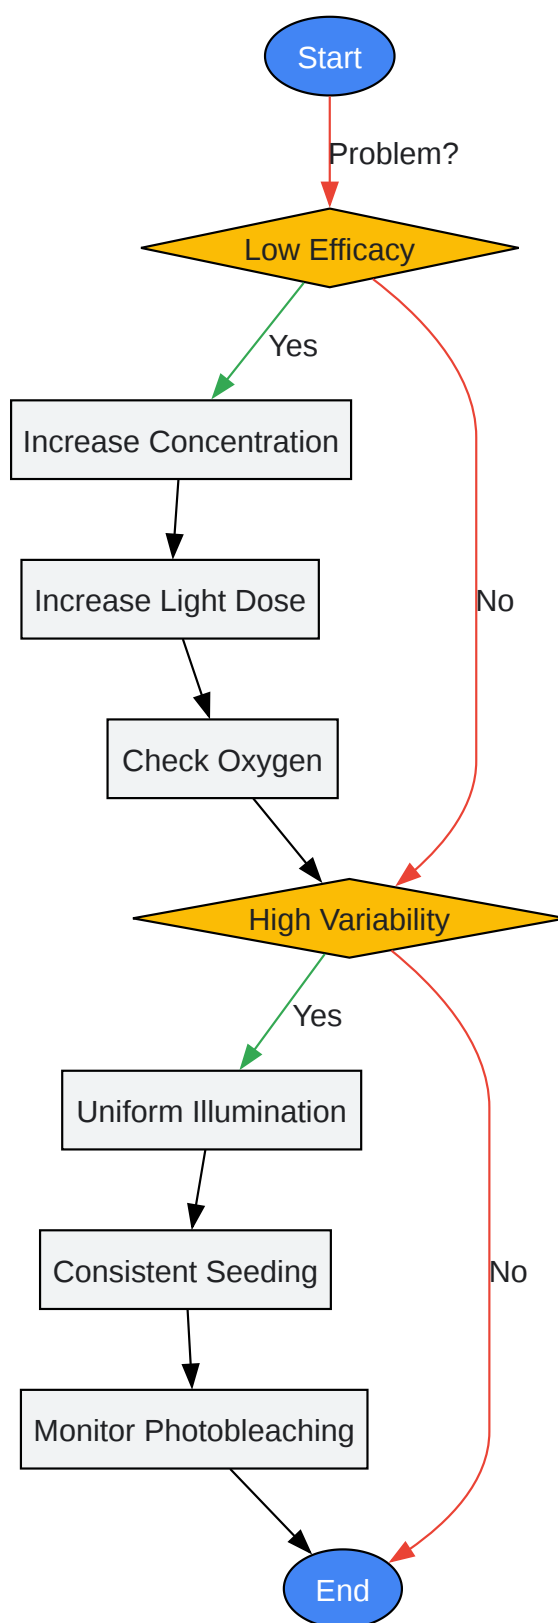 Start
Problem?
Low Efficacy
Yes
Increase Concentration
Increase Light Dose
No
Check Oxygen
High Variability
Yes
Uniform Illumination
Consistent Seeding
No
Monitor Photobleaching
End